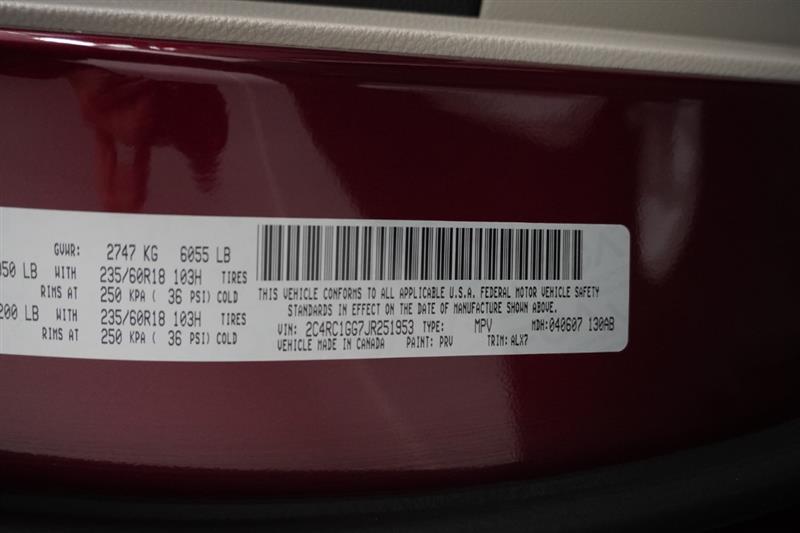 GVWR: 2747 KG 6055 LB
050 LB WITH 235/60R18 103H TIRES
RIMS AT 250 KPA ( 36 PSI) COLD
200 LB WITH 235/60R18 103H TIRES
RIMS AT 250 KPA ( 36 PSI) COLD
THIS VEHICLE CONFORMS TO ALL APPLICABLE U.S.A. FEDERAL MOTOR VEHICLE SAFETY
STANDARDS IN EFFECT ON THE DATE OF MANUFACTURE SHOWN ABOVE.
VIN: 2C4RC1GG7JR251953 TYPE: MPV MDH: 040607 130AB
VEHICLE MADE IN CANADA PAINT: PRV TRIM: ALX7